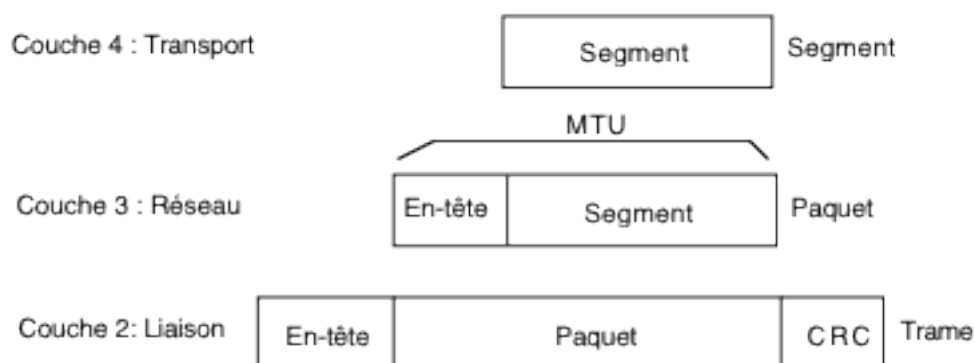 Couche 4 : Transport Segment Segment
MTU
Couche 3 : Réseau En-tête Segment Paquet
Couche 2: Liaison En-tête Paquet CRC Trame